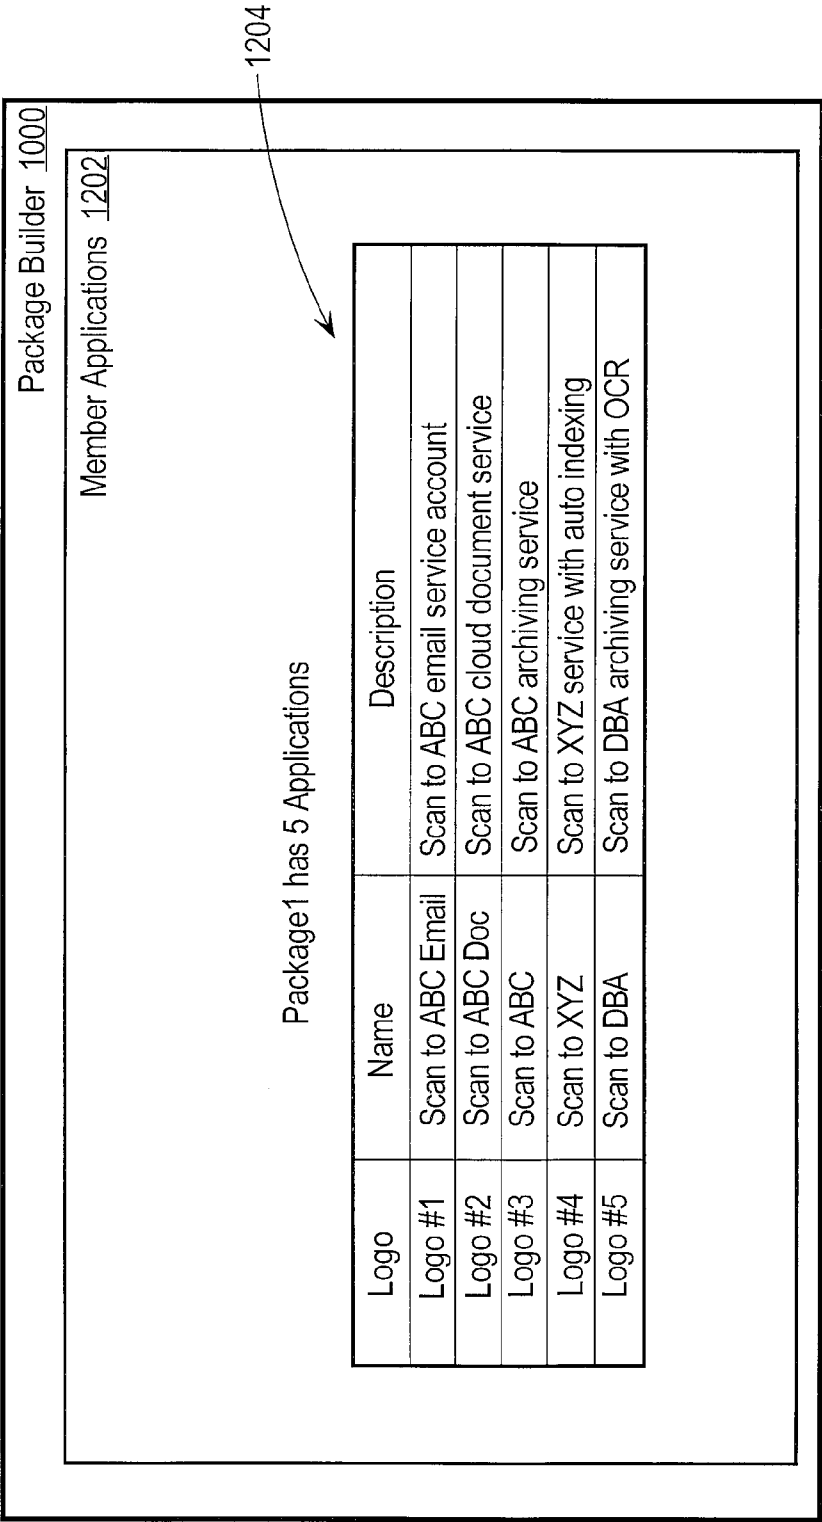 Package Builder 1000
Member Applications 1202
1204
Package1 has 5 Applications
Logo Name Description
Logo #1 Scan to ABC Email Scan to ABC email service account
Logo #2 Scan to ABC Doc Scan to ABC cloud document service
Logo #3 Scan to ABC Scan to ABC archiving service
Logo #4 Scan to XYZ Scan to XYZ service with auto indexing
Logo #5 Scan to DBA Scan to DBA archiving service with OCR